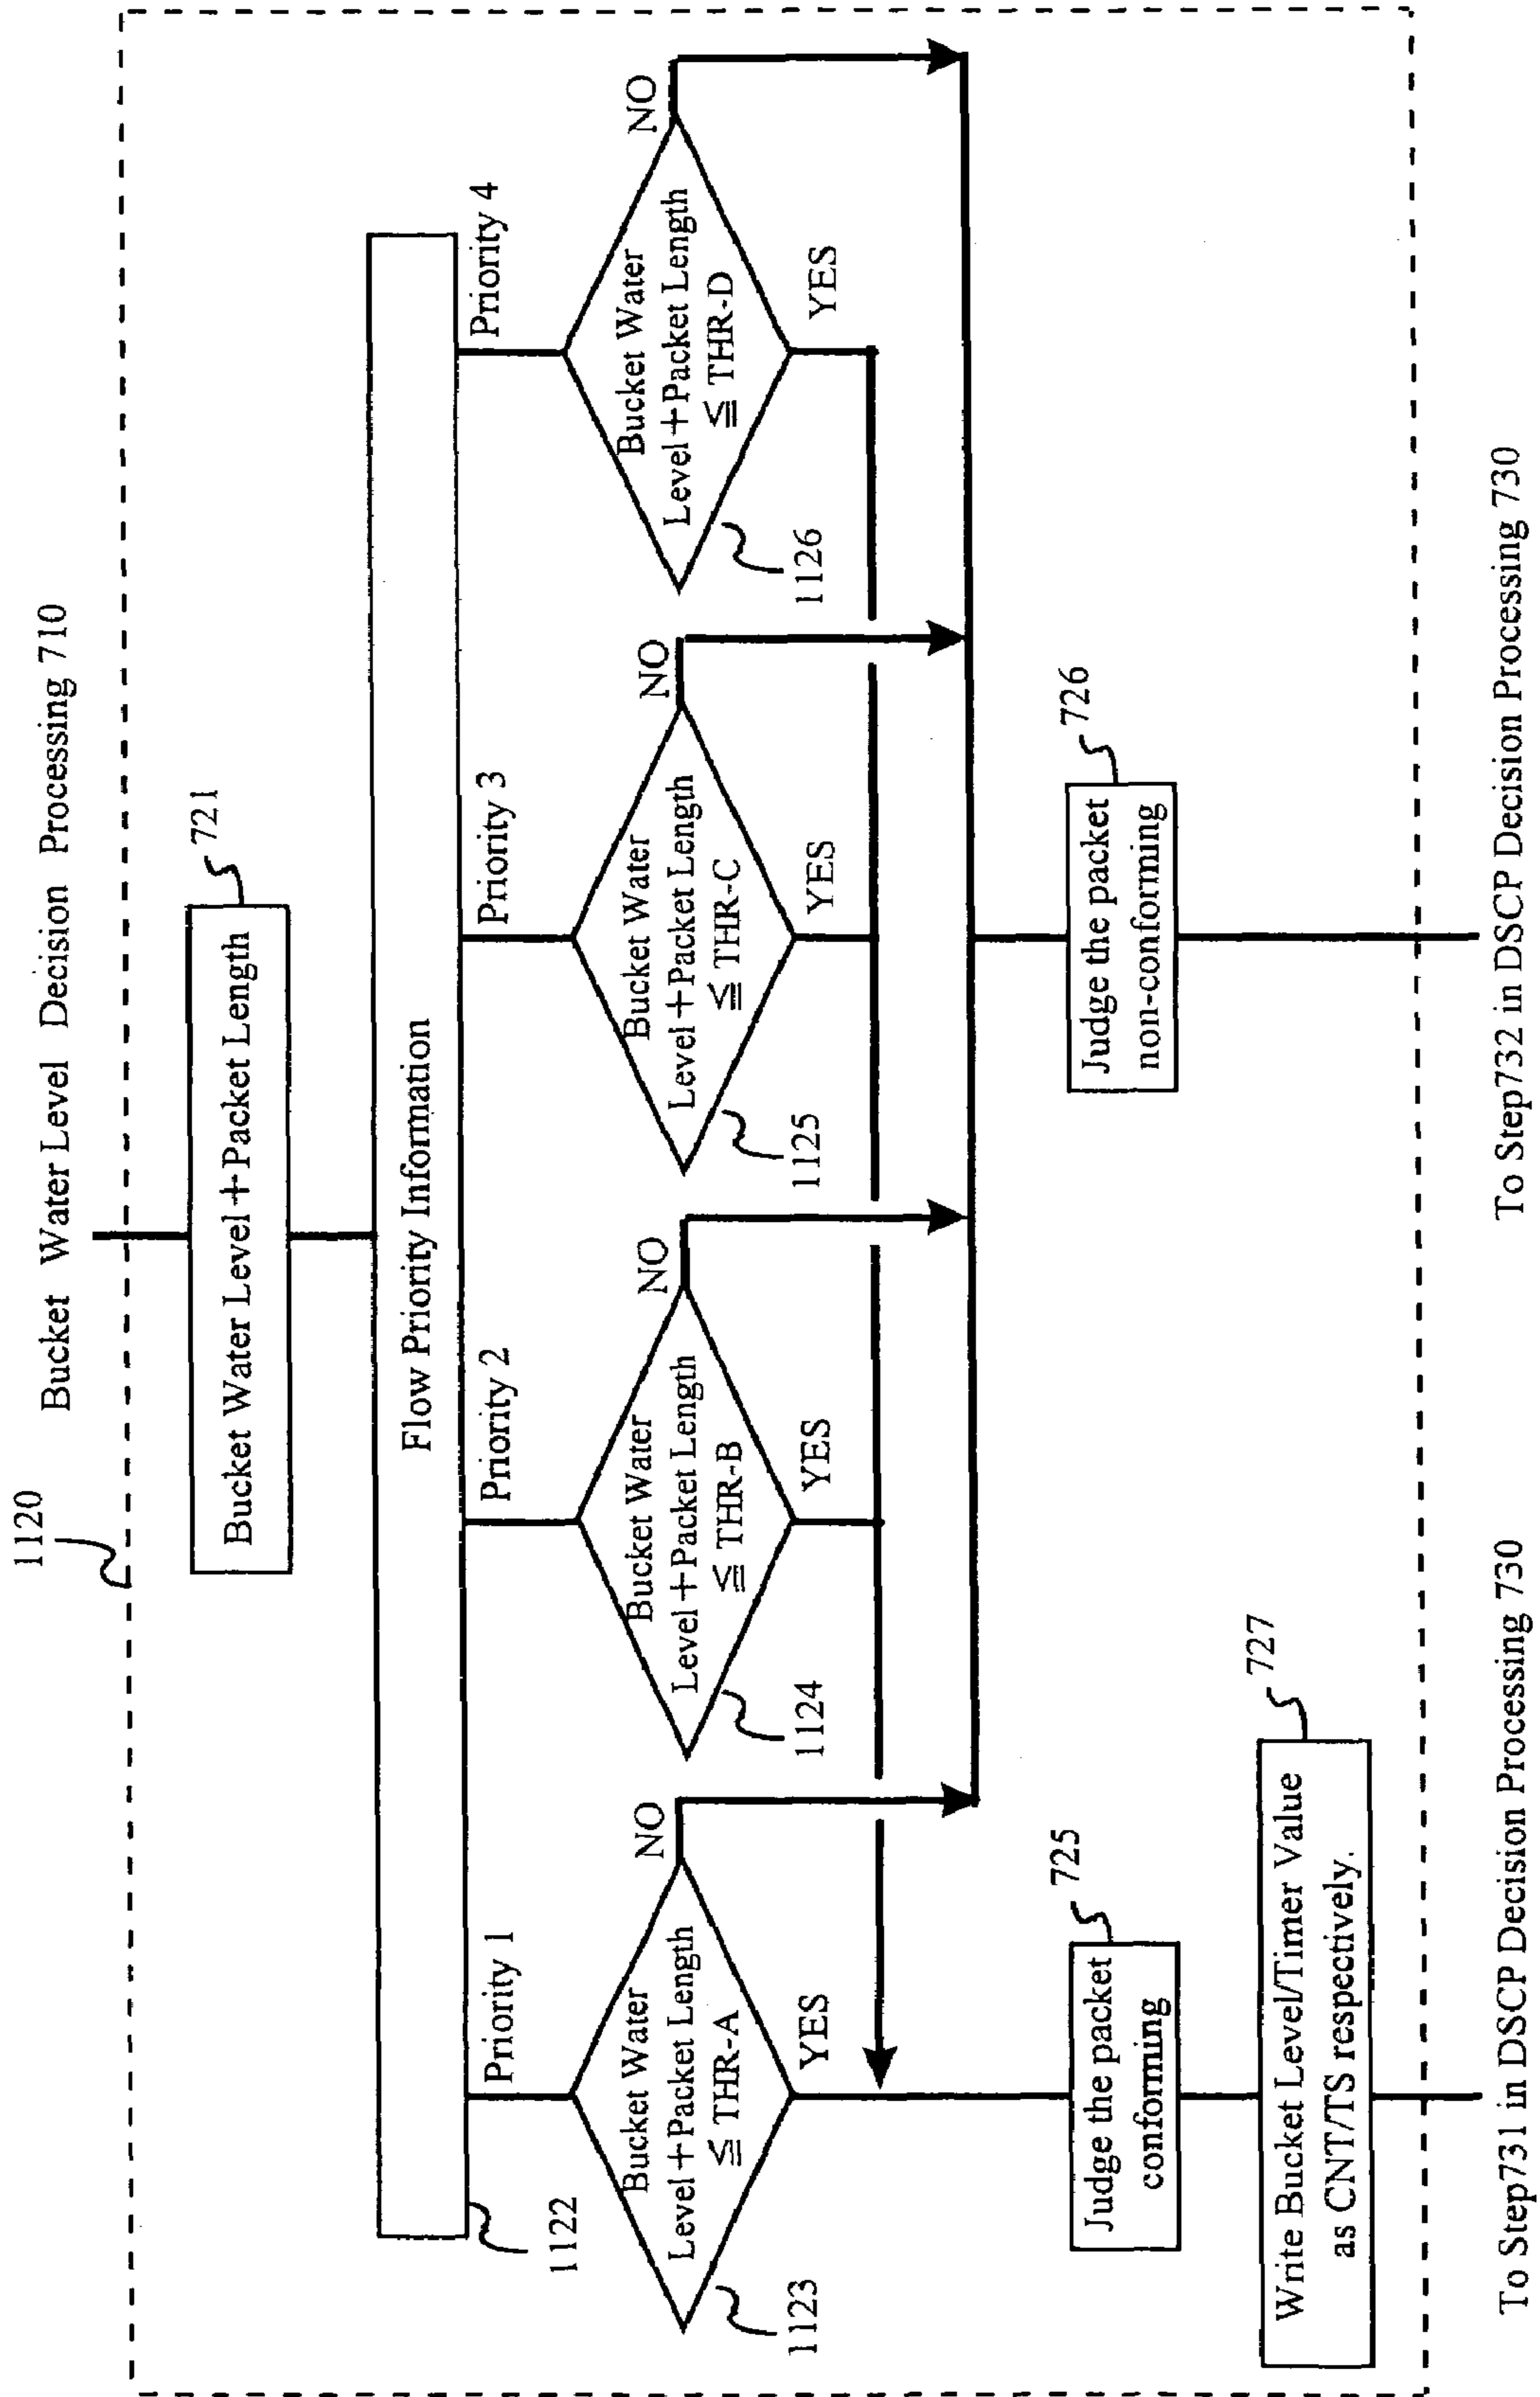 1120
Bucket Water Level Decision Processing 710
721
Bucket Water Level+Packet Length
Flow Priority Information
1122
Priority 1
Priority 2
Priority 3
Priority 4
Bucket Water
Level+Packet Length
≦ THR-A
NO
YES
1123
Bucket Water
Level+Packet Length
≦ THR-B
NO
YES
1124
Bucket Water
Level+Packet Length
≦ THR-C
NO
YES
1125
Bucket Water
Level+Packet Length
≦ THR-D
NO
YES
1126
725
Judge the packet
conforming
726
Judge the packet
non-conforming
727
Write Bucket Level/Timer Value
as CNT/TS respectively.
To Step731 in DSCP Decision Processing 730
To Step732 in DSCP Decision Processing 730